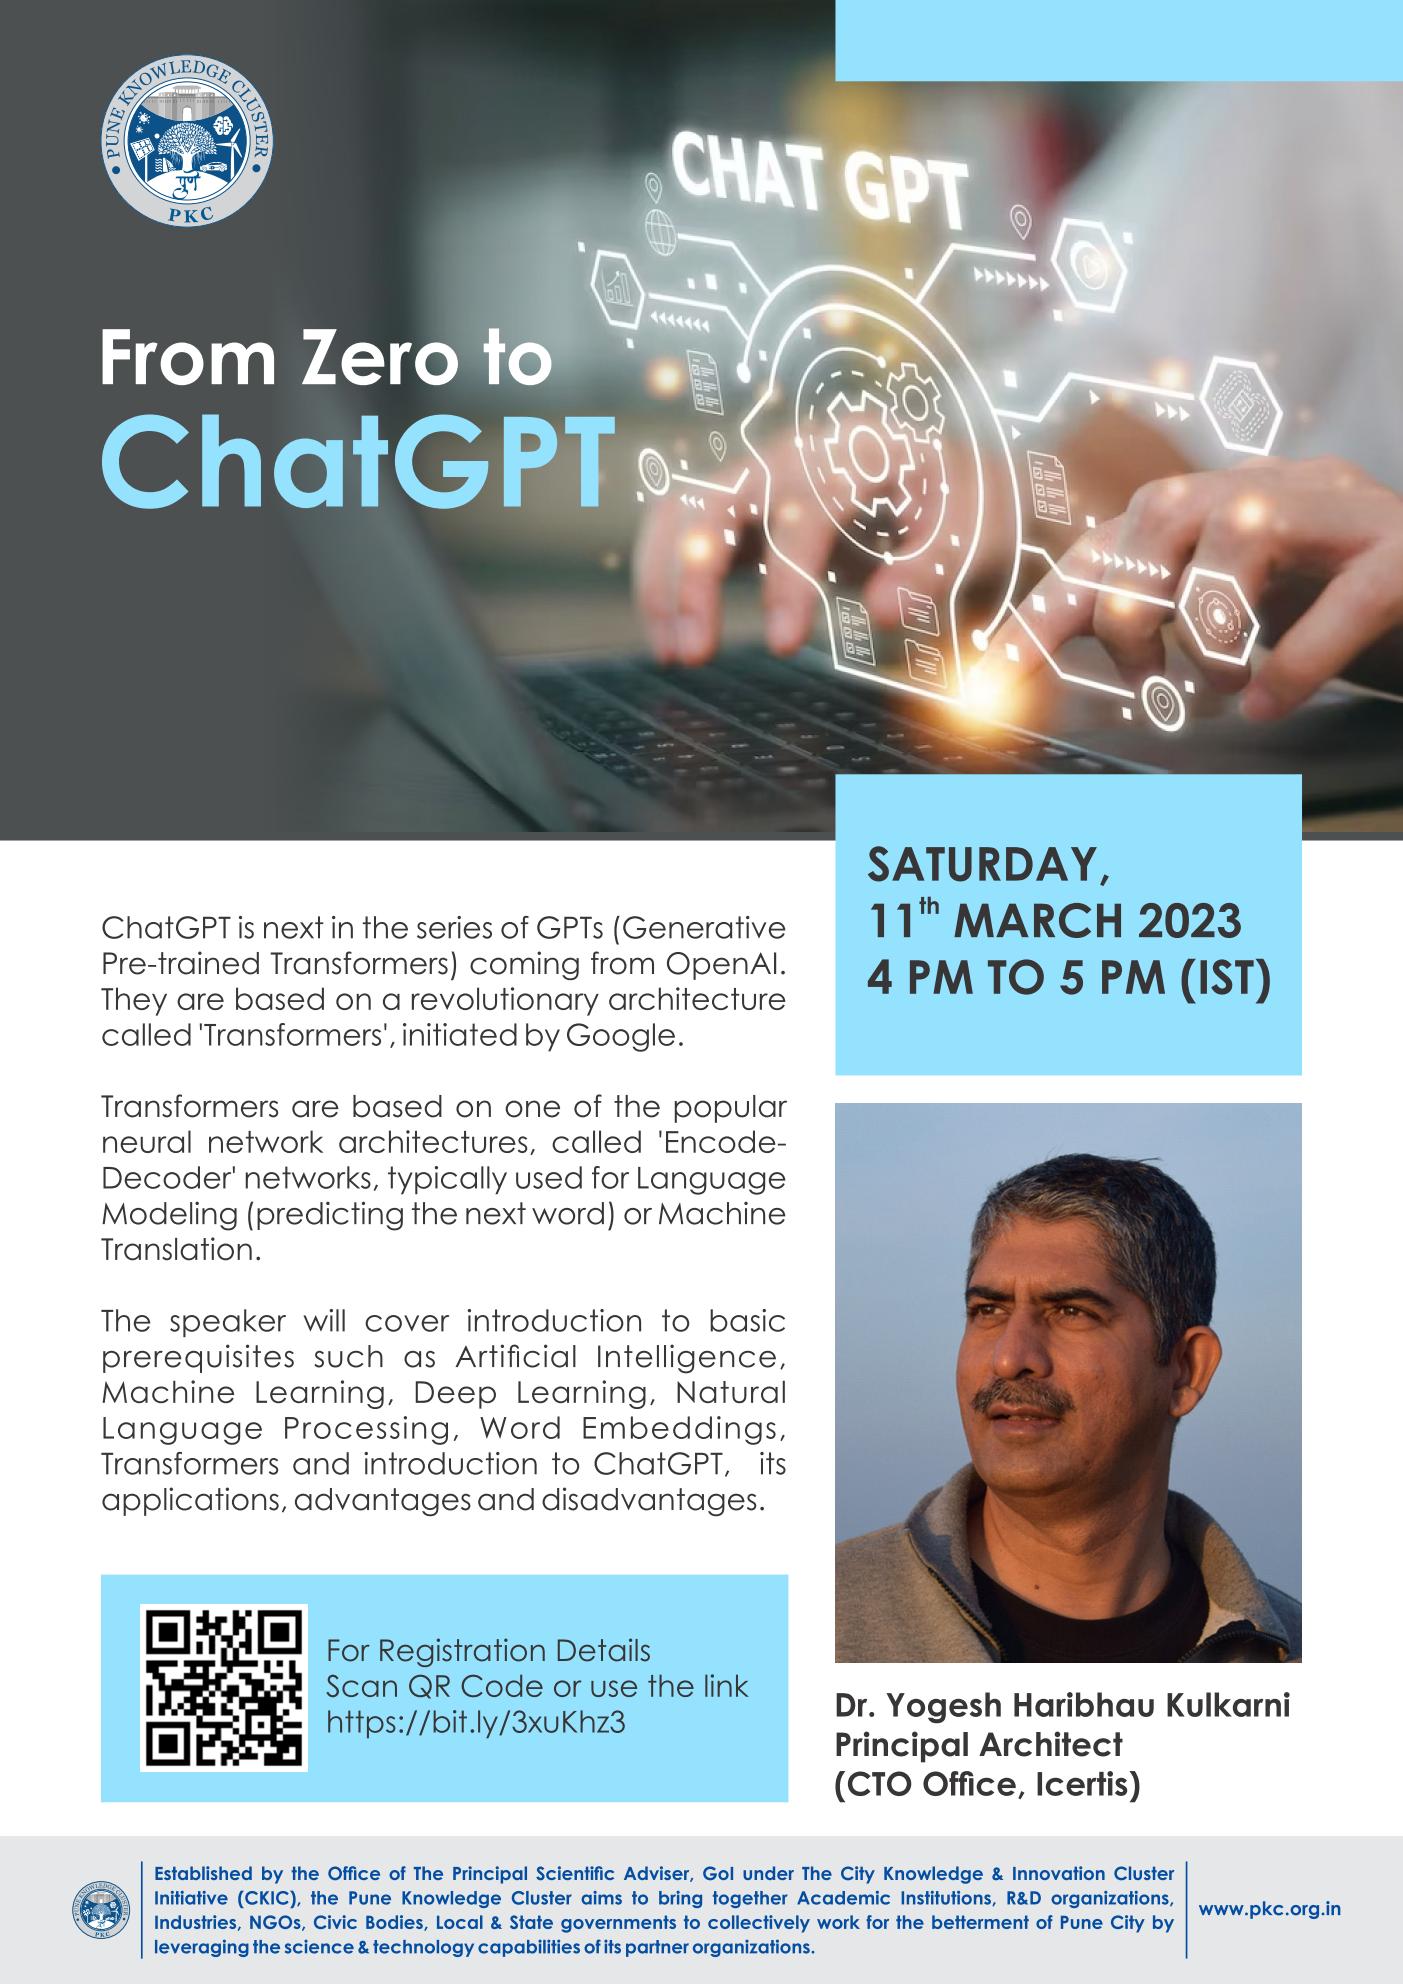 PUNE KNOWLEDGE CLUSTER
पुणे
PKC
CHAT GPT
From Zero to
ChatGPT
SATURDAY,
11th MARCH 2023
4 PM TO 5 PM (IST)
ChatGPT is next in the series of GPTs (Generative
Pre-trained Transformers) coming from OpenAI.
They are based on a revolutionary architecture
called 'Transformers', initiated by Google.
Transformers are based on one of the popular
neural network architectures, called 'Encode-
Decoder' networks, typically used for Language
Modeling (predicting the next word) or Machine
Translation.
The speaker will cover introduction to basic
prerequisites such as Artificial Intelligence,
Machine Learning, Deep Learning, Natural
Language Processing, Word Embeddings,
Transformers and introduction to ChatGPT, its
applications, advantages and disadvantages.
For Registration Details
Scan QR Code or use the link
https://bit.ly/3xuKhz3
Dr. Yogesh Haribhau Kulkarni
Principal Architect
(CTO Office, Icertis)
PUNE KNOWLEDGE CLUSTER
PKC
Established by the Office of The Principal Scientific Adviser, GoI under The City Knowledge & Innovation Cluster
Initiative (CKIC), the Pune Knowledge Cluster aims to bring together Academic Institutions, R&D organizations,
Industries, NGOs, Civic Bodies, Local & State governments to collectively work for the betterment of Pune City by
leveraging the science & technology capabilities of its partner organizations.
www.pkc.org.in